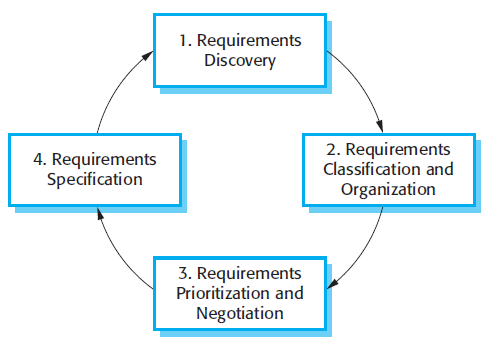 1. Requirements
Discovery
2. Requirements
Classification and
Organization
3. Requirements
Prioritization and
Negotiation
4. Requirements
Specification